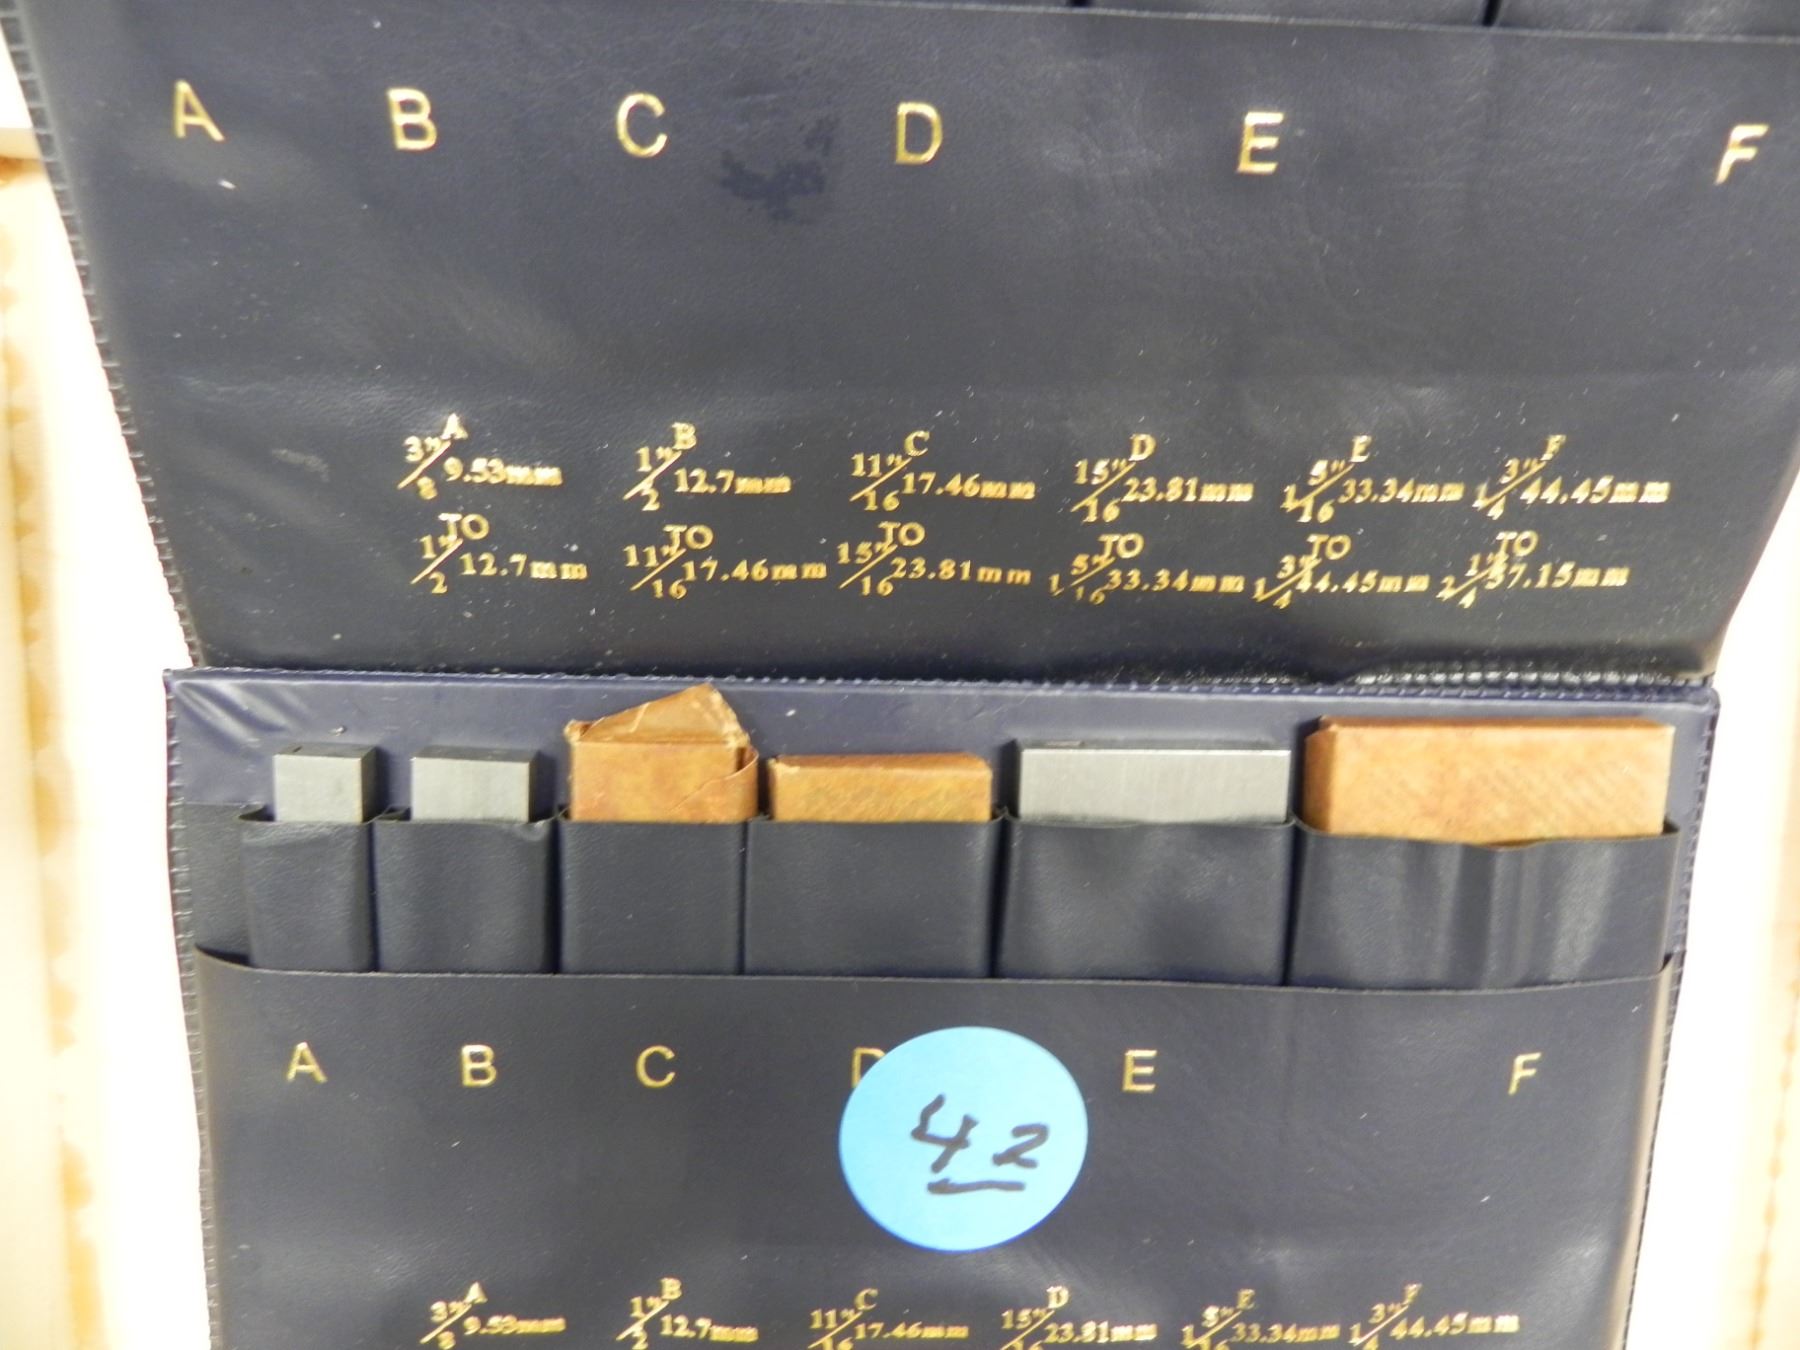 A B C D E F
A B C D E F
3"/8 9.53mm 1"/2 12.7mm 11"/16 17.46mm 15"/16 23.81mm 1 5"/16 33.34mm 1 3"/4 44.45mm
TO TO TO TO TO TO
1"/2 12.7mm 11"/16 17.46mm 15"/16 23.81mm 1 5"/16 33.34mm 1 3"/4 44.45mm 2 1"/4 57.15mm
A B C D E F
42
A B C D E F
3"/8 9.53mm 1"/2 12.7mm 11"/16 17.46mm 15"/16 23.81mm 1 5"/16 33.34mm 1 3"/4 44.45mm